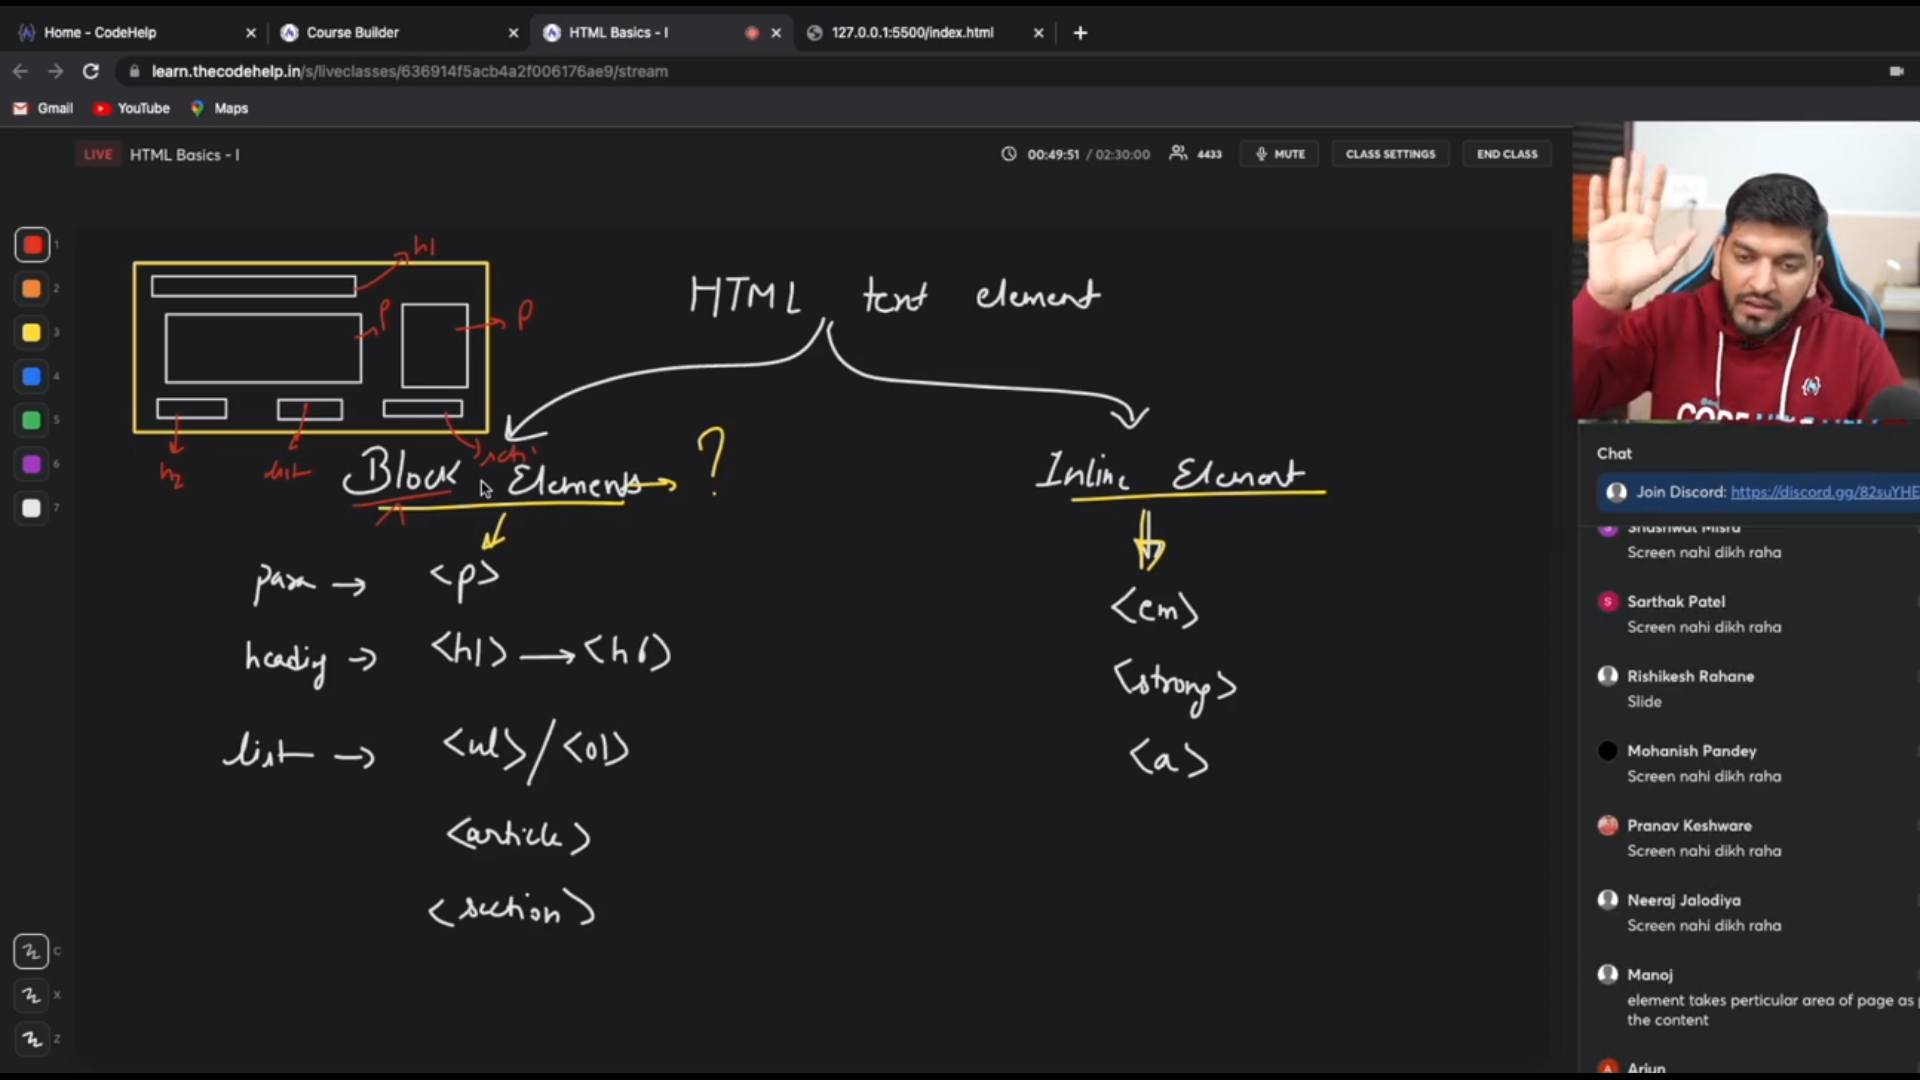 Home - CodeHelp
Course Builder
HTML Basics - I
127.0.0.1:5500/index.html
learn.thecodehelp.in/s/liveclasses/636914f5acb4a2f006176ae9/stream
Gmail
YouTube
Maps
LIVE
HTML Basics - I
00:49:51 / 02:30:00
4433
MUTE
CLASS SETTINGS
END CLASS
1
2
3
4
5
6
7
C
X
Z
h1
P
P
h2
list
HTML text element
Block Elements
?
Inline Element
para → <p>
heading → <h1> → <h6>
list → <ul> / <ol>
<article>
<section>
<em>
<strong>
<a>
CODE HELP
Chat
Join Discord: https://discord.gg/82suYHE
Shashwat Misra
Screen nahi dikh raha
S
Sarthak Patel
Screen nahi dikh raha
Rishikesh Rahane
Slide
Mohanish Pandey
Screen nahi dikh raha
Pranav Keshware
Screen nahi dikh raha
Neeraj Jalodiya
Screen nahi dikh raha
Manoj
element takes perticular area of page as
the content
A
Arjun